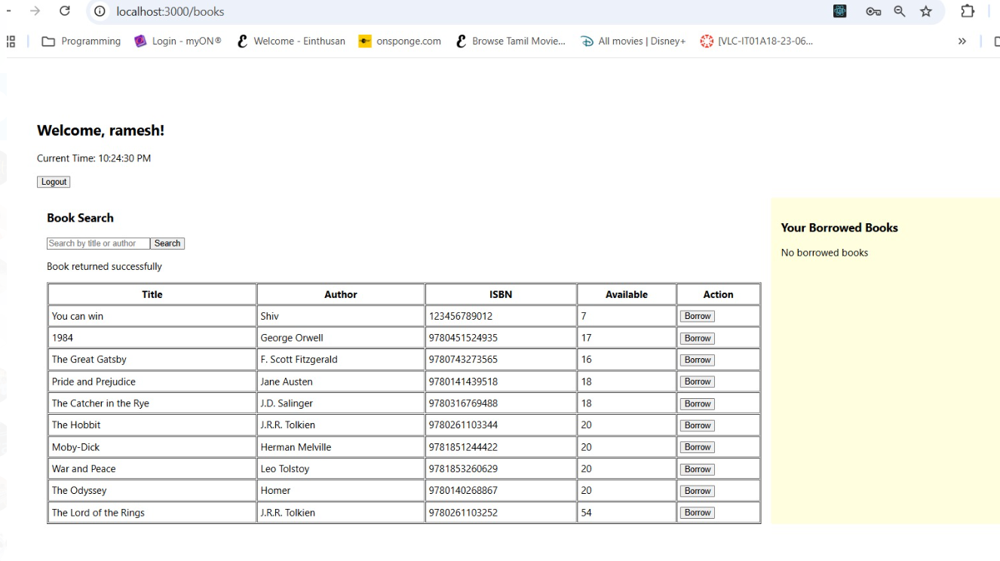 localhost:3000/books
Programming Login - myON® Welcome - Einthusan onsponge.com Browse Tamil Movie... All movies | Disney+ [VLC-IT01A18-23-06... »
Welcome, ramesh!
Current Time: 10:24:30 PM
Logout
Book Search
Search by title or author Search
Book returned successfully
Title Author ISBN Available Action
You can win Shiv 123456789012 7 Borrow
1984 George Orwell 9780451524935 17 Borrow
The Great Gatsby F. Scott Fitzgerald 9780743273565 16 Borrow
Pride and Prejudice Jane Austen 9780141439518 18 Borrow
The Catcher in the Rye J.D. Salinger 9780316769488 18 Borrow
The Hobbit J.R.R. Tolkien 9780261103344 20 Borrow
Moby-Dick Herman Melville 9781851244422 20 Borrow
War and Peace Leo Tolstoy 9781853260629 20 Borrow
The Odyssey Homer 9780140268867 20 Borrow
The Lord of the Rings J.R.R. Tolkien 9780261103252 54 Borrow
Your Borrowed Books
No borrowed books